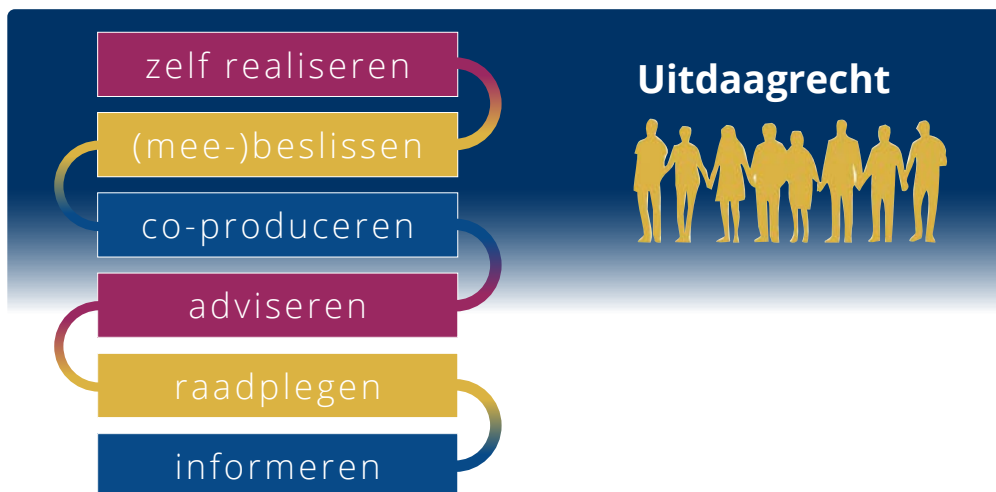 zelf realiseren
Uitdaagrecht
(mee-)beslissen
co-produceren
adviseren
raadplegen
informeren